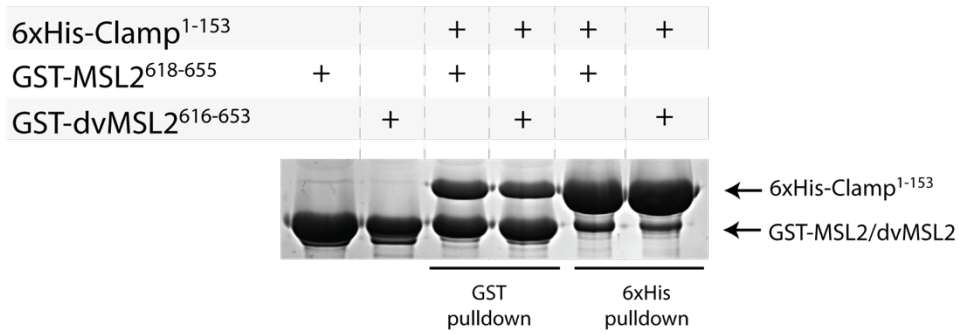 6xHis-Clamp¹⁻¹⁵³ + + + +
GST-MSL2⁶¹⁸⁻⁶⁵⁵ + + +
GST-dvMSL2⁶¹⁶⁻⁶⁵³ + + +
6xHis-Clamp¹⁻¹⁵³
GST-MSL2/dvMSL2
GST
pulldown
6xHis
pulldown